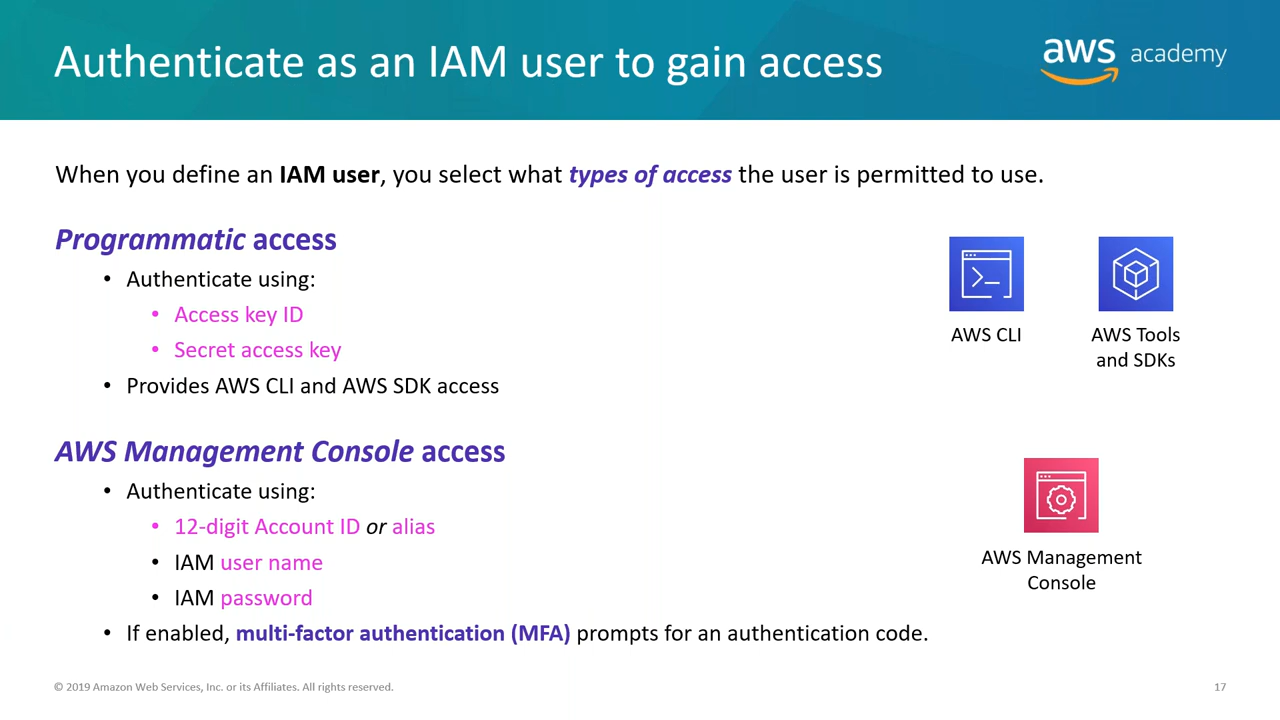 Authenticate as an IAM user to gain access
aws academy
When you define an IAM user, you select what types of access the user is permitted to use.
Programmatic access
• Authenticate using:
• Access key ID
• Secret access key
• Provides AWS CLI and AWS SDK access
AWS CLI
AWS Tools
and SDKs
AWS Management Console access
• Authenticate using:
• 12-digit Account ID or alias
• IAM user name
• IAM password
• If enabled, multi-factor authentication (MFA) prompts for an authentication code.
AWS Management
Console
© 2019 Amazon Web Services, Inc. or its Affiliates. All rights reserved.
17